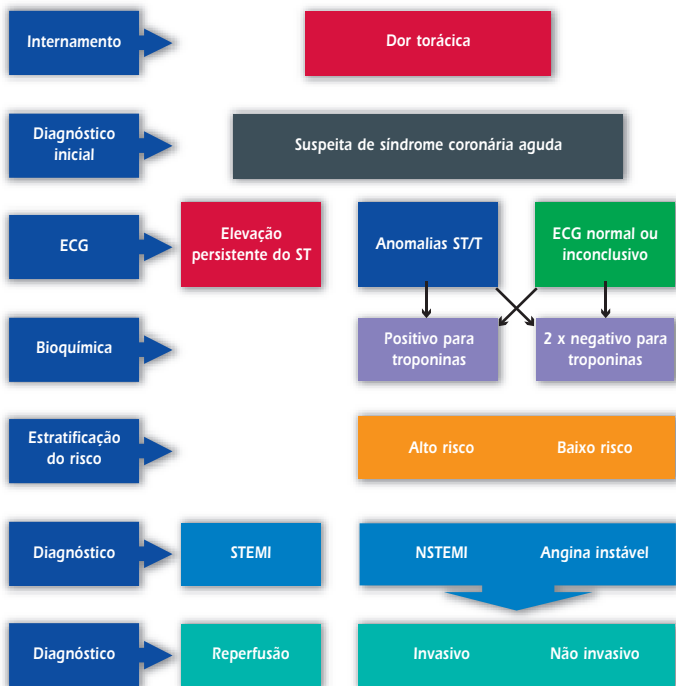 Internamento
Dor torácica
Diagnóstico
inicial
Suspeita de síndrome coronária aguda
ECG
Elevação
persistente do ST
Anomalias ST/T
ECG normal ou
inconclusivo
Bioquímica
Positivo para
troponinas
2 x negativo para
troponinas
Estratificação
do risco
Alto risco
Baixo risco
Diagnóstico
STEMI
NSTEMI
Angina instável
Diagnóstico
Reperfusão
Invasivo
Não invasivo